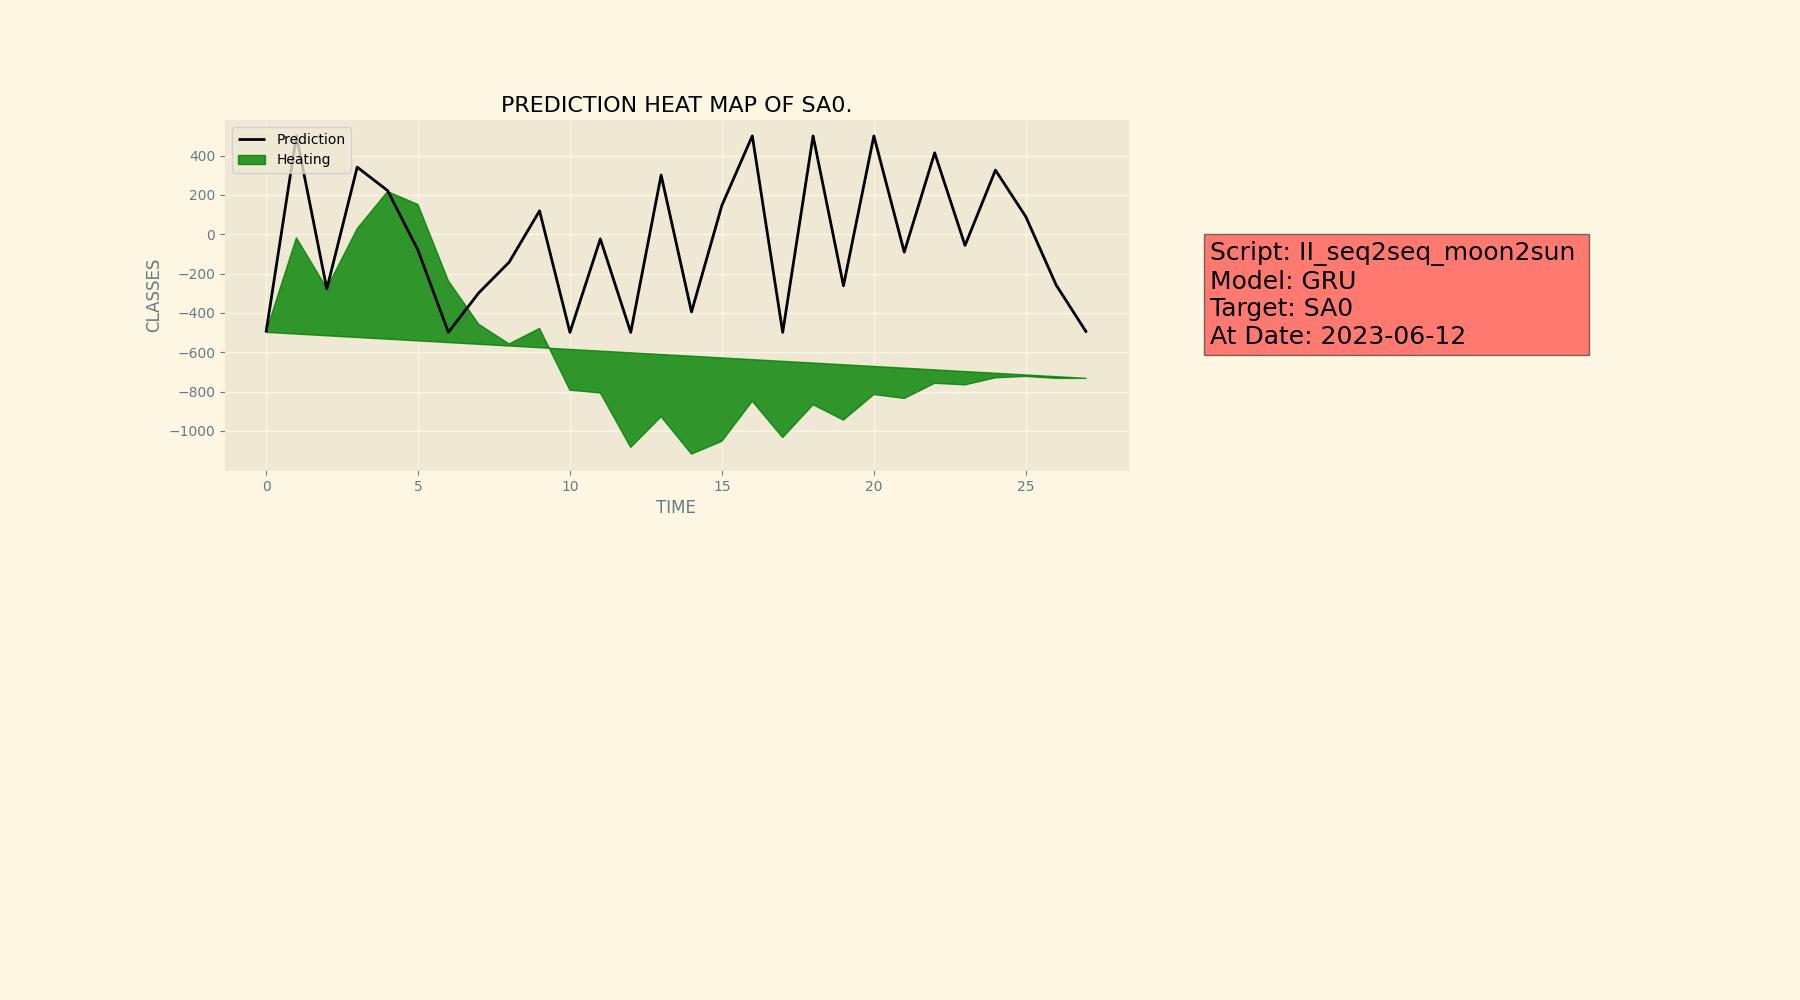 PREDICTION HEAT MAP OF SA0.
Prediction
Heating
400
200
0
−200
−400
−600
−800
−1000
CLASSES
0 5 10 15 20 25
TIME
Script: II_seq2seq_moon2sun
Model: GRU
Target: SA0
At Date: 2023-06-12